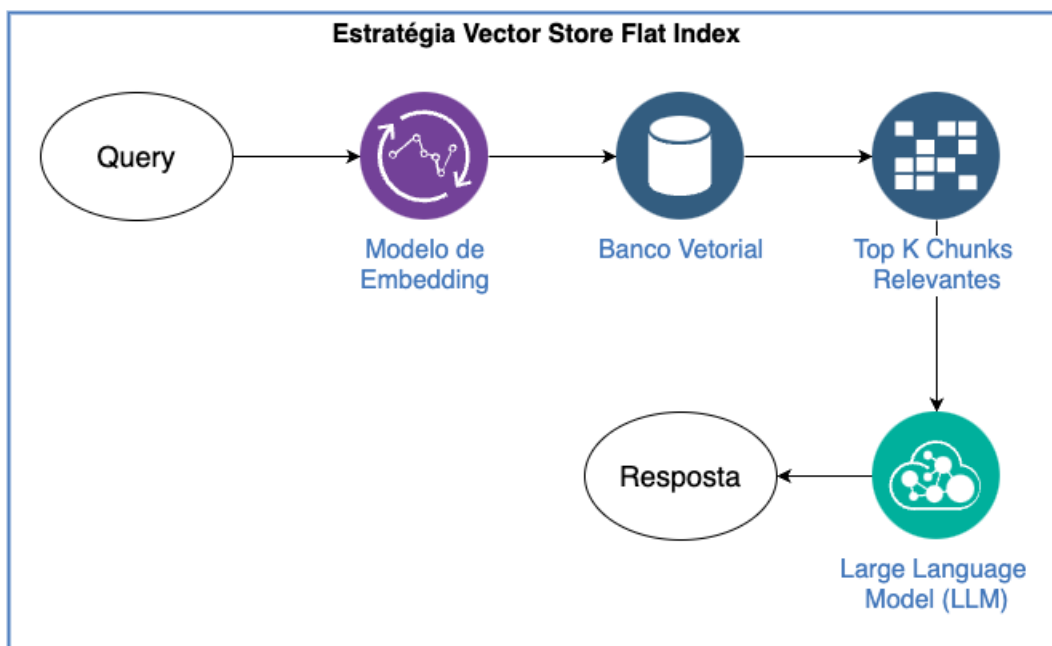 Estratégia Vector Store Flat Index
Query
Modelo de
Embedding
Banco Vetorial
Top K Chunks
Relevantes
Resposta
Large Language
Model (LLM)